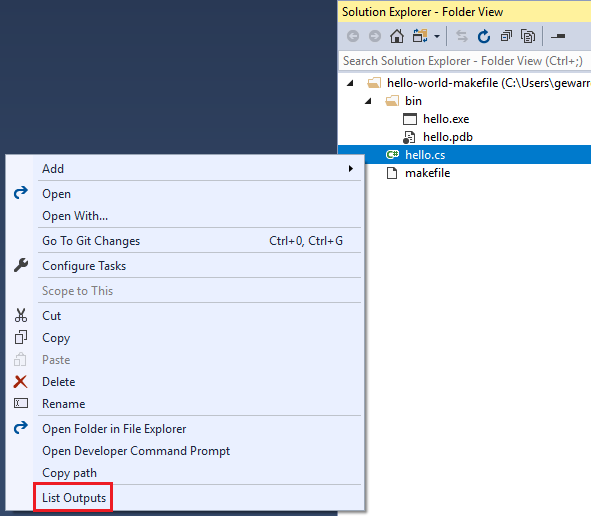 Solution Explorer - Folder View
Search Solution Explorer - Folder View (Ctrl+;)
hello-world-makefile (C:\Users\gewarre
bin
hello.exe
hello.pdb
hello.cs
makefile
Add
Open
Open With...
Go To Git Changes Ctrl+0, Ctrl+G
Configure Tasks
Scope to This
Cut
Copy
Paste
Delete
Rename
Open Folder in File Explorer
Open Developer Command Prompt
Copy path
List Outputs